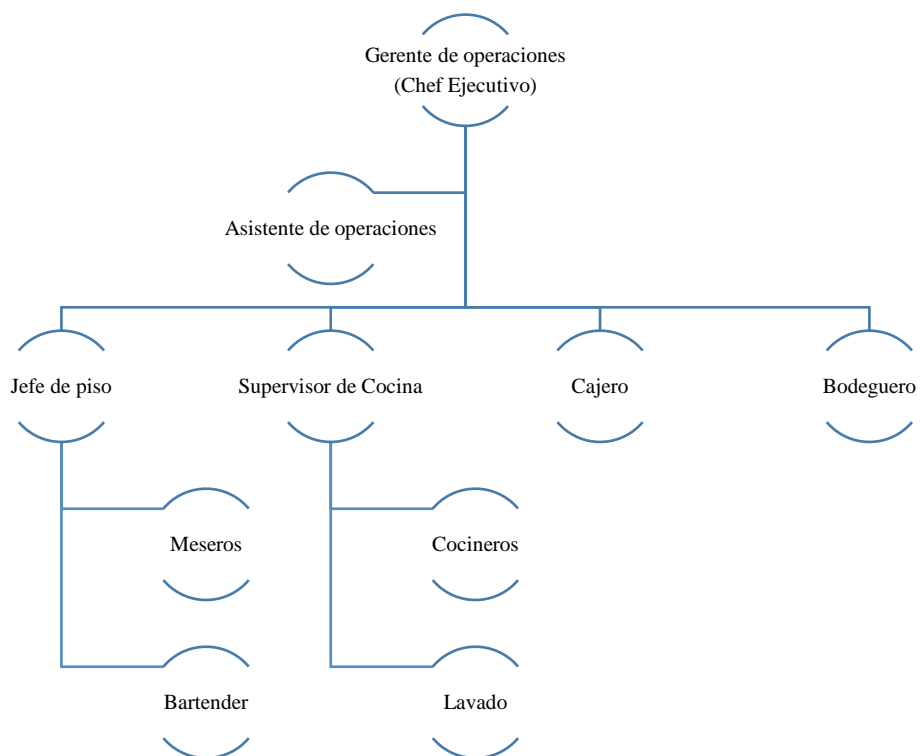 Gerente de operaciones
(Chef Ejecutivo)
Asistente de operaciones
Jefe de piso
Supervisor de Cocina
Cajero
Bodeguero
Meseros
Cocineros
Bartender
Lavado